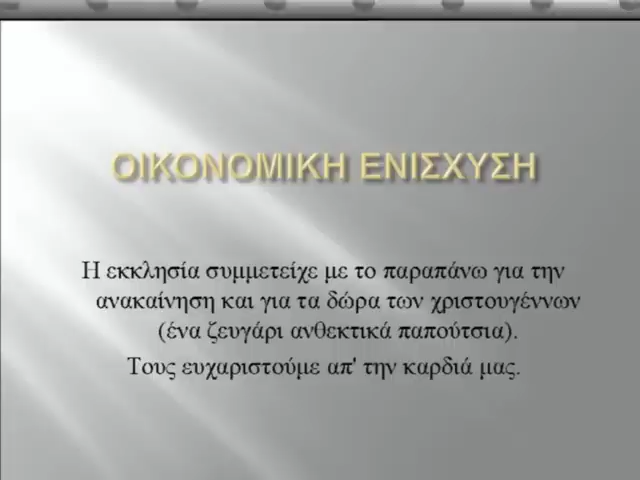 ΟΙΚΟΝΟΜΙΚΗ ΕΝΙΣΧΥΣΗ
Η εκκλησία συμμετείχε με το παραπάνω για την
ανακαίνηση και για τα δώρα των χριστουγέννων
(ένα ζευγάρι ανθεκτικά παπούτσια).
Τους ευχαριστούμε απ' την καρδιά μας.